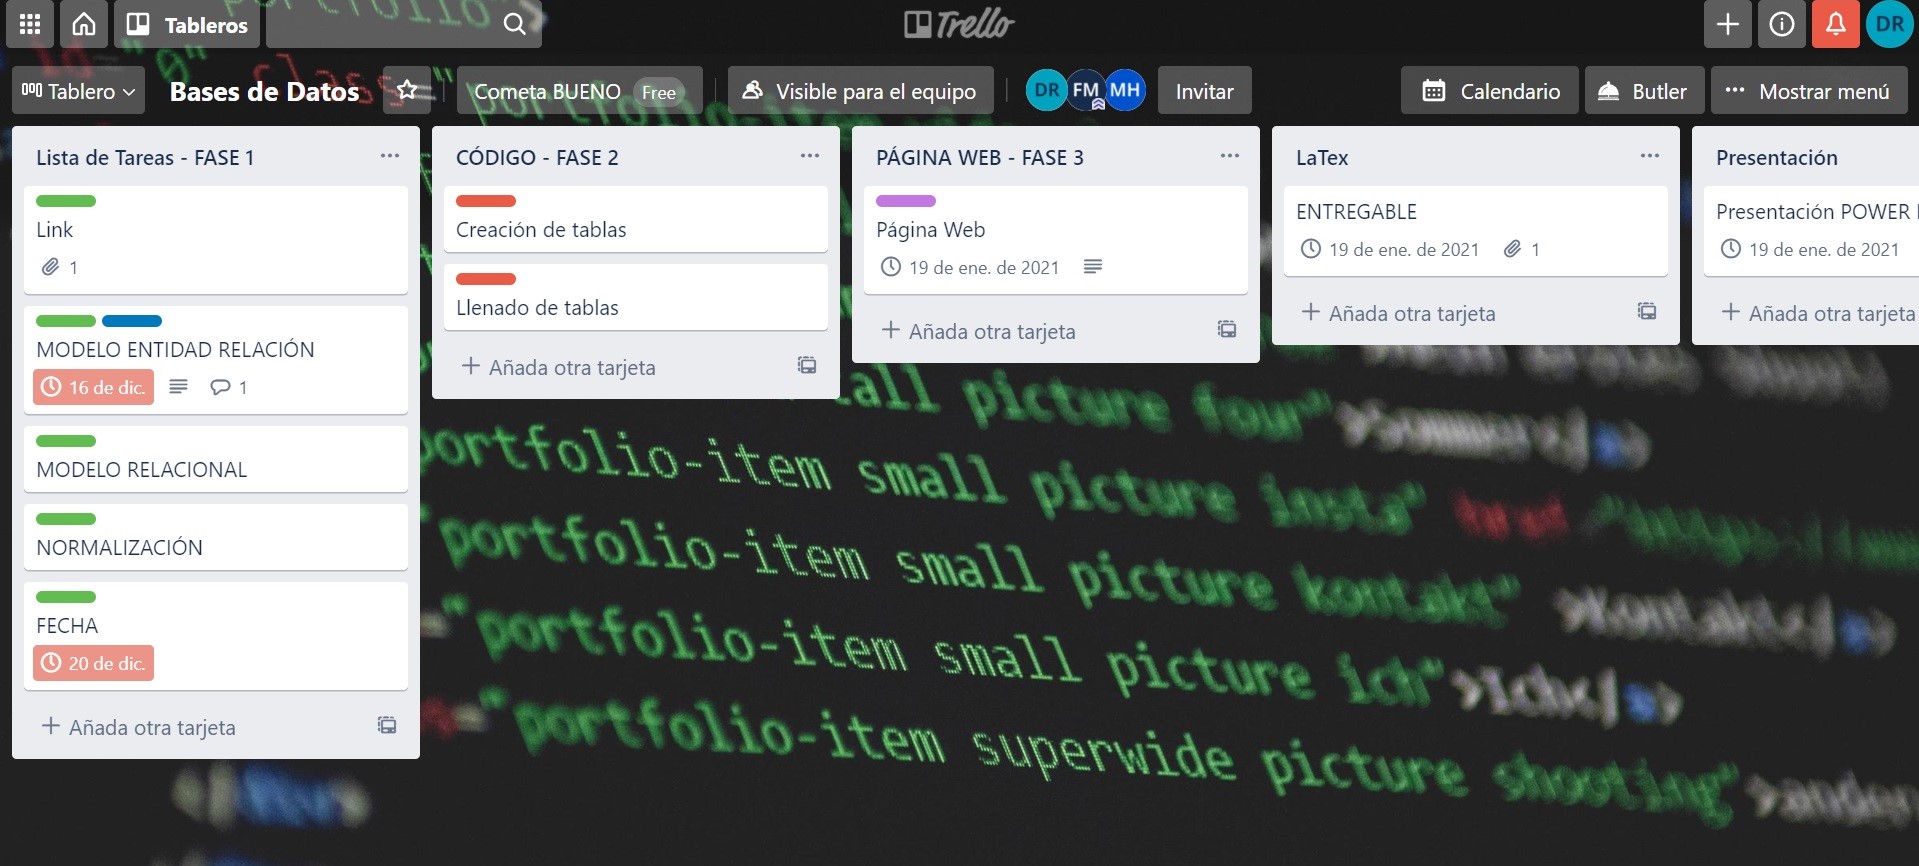 Tableros
Trello
DR
Tablero
Bases de Datos
Cometa BUENO Free
Visible para el equipo
DR FM MH
Invitar
Calendario
Butler
Mostrar menú
Lista de Tareas - FASE 1
Link
1
MODELO ENTIDAD RELACIÓN
16 de dic.
1
MODELO RELACIONAL
NORMALIZACIÓN
FECHA
20 de dic.
Añada otra tarjeta
CÓDIGO - FASE 2
Creación de tablas
Llenado de tablas
Añada otra tarjeta
PÁGINA WEB - FASE 3
Página Web
19 de ene. de 2021
Añada otra tarjeta
LaTex
ENTREGABLE
19 de ene. de 2021 1
Añada otra tarjeta
Presentación
Presentación POWER
19 de ene. de 2021
Añada otra tarjeta
picture four"
portfolio-item small picture insta"
"portfolio-item small picture kontakt"
"portfolio-item small picture ich"
"portfolio-item superwide picture shooting"